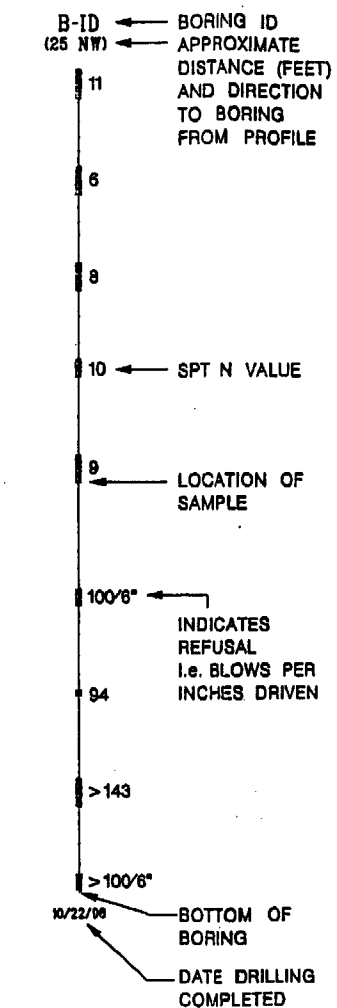 B-ID BORING ID
(25 NW) APPROXIMATE
DISTANCE (FEET)
AND DIRECTION
TO BORING
FROM PROFILE
11
6
8
10 SPT N VALUE
9
LOCATION OF
SAMPLE
100/6"
INDICATES
REFUSAL
I.e. BLOWS PER
INCHES DRIVEN
94
>143
>100/6"
10/22/96
BOTTOM OF
BORING
DATE DRILLING
COMPLETED